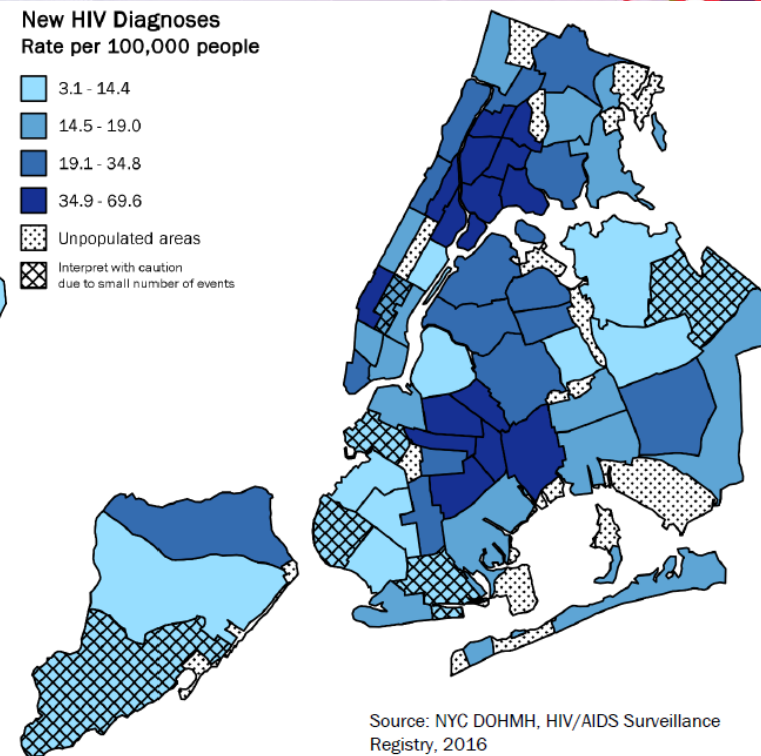 New HIV Diagnoses
Rate per 100,000 people
3.1 - 14.4
14.5 - 19.0
19.1 - 34.8
34.9 - 69.6
Unpopulated areas
Interpret with caution
due to small number of events
Source: NYC DOHMH, HIV/AIDS Surveillance
Registry, 2016